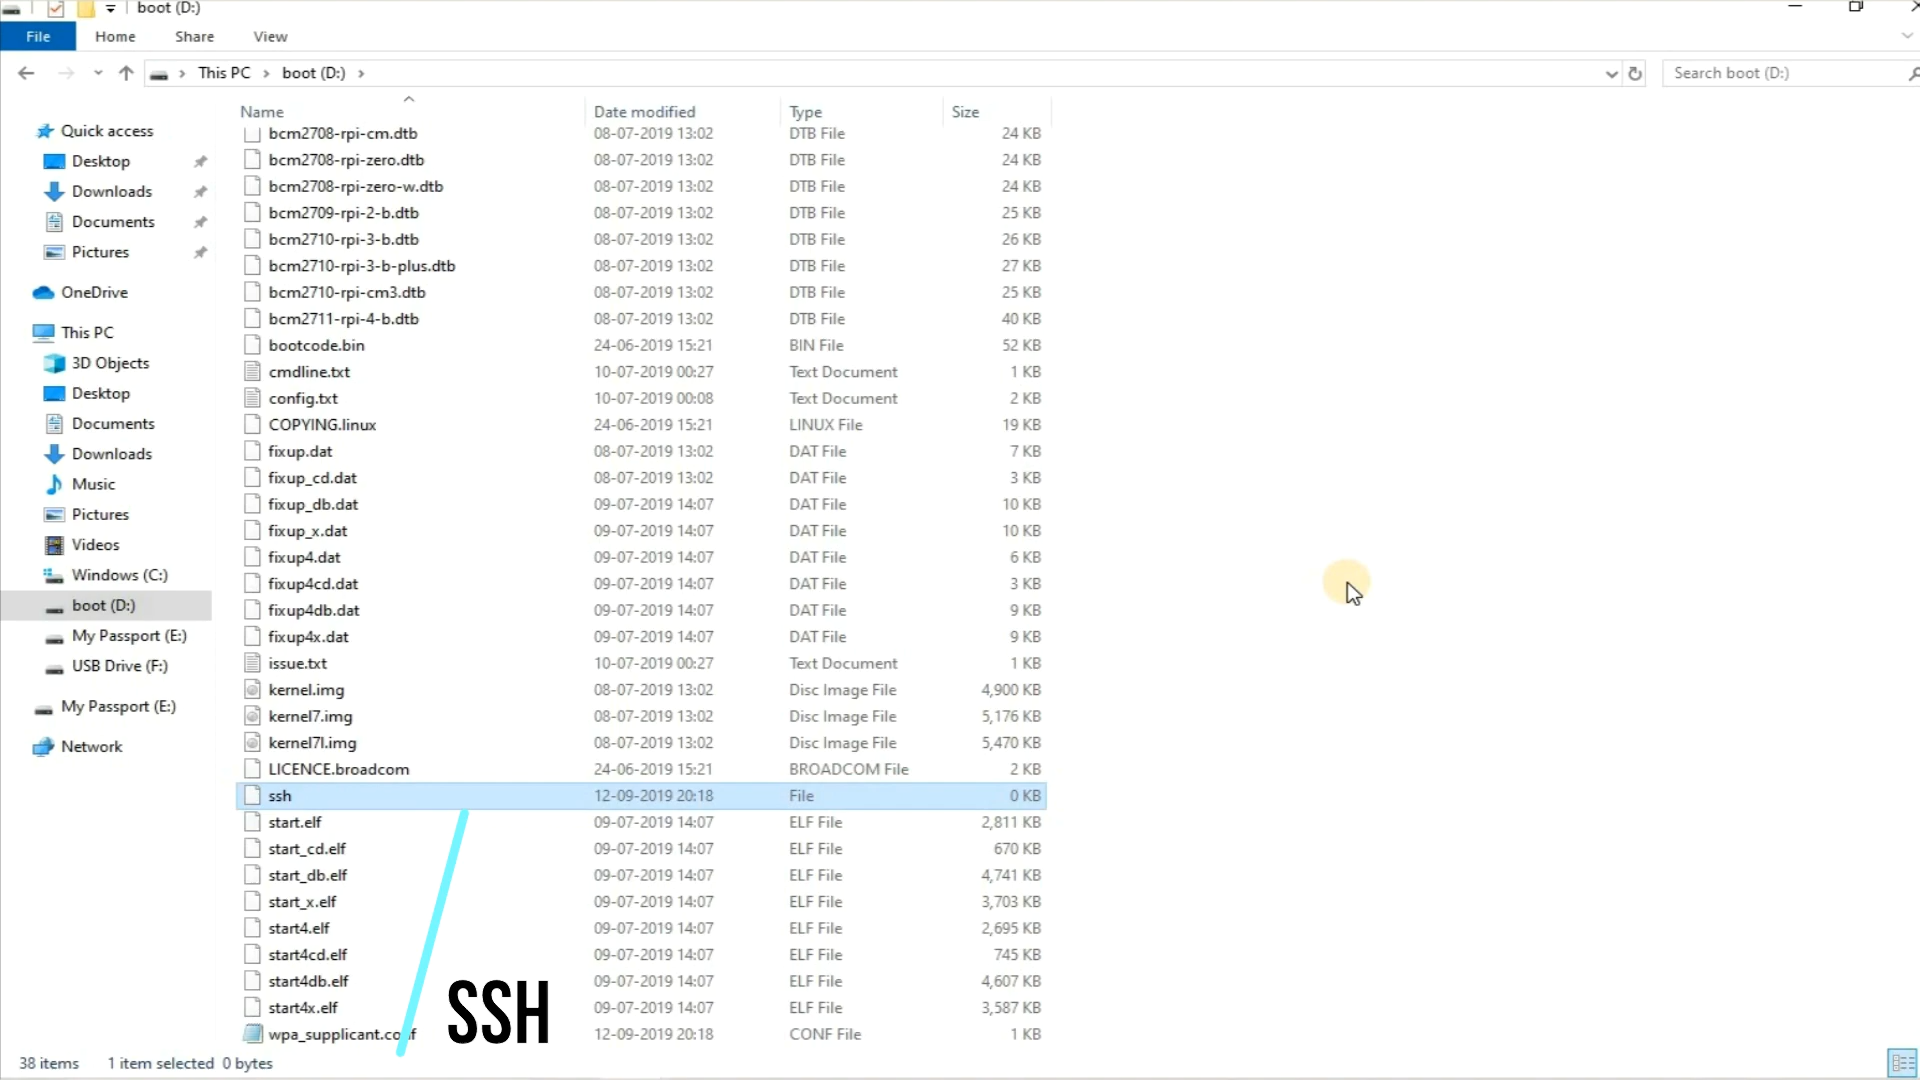 boot (D:)
File Home Share View
This PC boot (D:) Search boot (D:)
Name Date modified Type Size
bcm2708-rpi-cm.dtb 08-07-2019 13:02 DTB File 24 KB
Quick access
bcm2708-rpi-zero.dtb 08-07-2019 13:02 DTB File 24 KB
Desktop
bcm2708-rpi-zero-w.dtb 08-07-2019 13:02 DTB File 24 KB
Downloads
bcm2709-rpi-2-b.dtb 08-07-2019 13:02 DTB File 25 KB
Documents
bcm2710-rpi-3-b.dtb 08-07-2019 13:02 DTB File 26 KB
Pictures
bcm2710-rpi-3-b-plus.dtb 08-07-2019 13:02 DTB File 27 KB
OneDrive
bcm2710-rpi-cm3.dtb 08-07-2019 13:02 DTB File 25 KB
bcm2711-rpi-4-b.dtb 08-07-2019 13:02 DTB File 40 KB
This PC
bootcode.bin 24-06-2019 15:21 BIN File 52 KB
3D Objects
cmdline.txt 10-07-2019 00:27 Text Document 1 KB
Desktop
config.txt 10-07-2019 00:08 Text Document 2 KB
Documents
COPYING.linux 24-06-2019 15:21 LINUX File 19 KB
Downloads
fixup.dat 08-07-2019 13:02 DAT File 7 KB
fixup_cd.dat 08-07-2019 13:02 DAT File 3 KB
Music
fixup_db.dat 09-07-2019 14:07 DAT File 10 KB
Pictures
fixup_x.dat 09-07-2019 14:07 DAT File 10 KB
Videos
fixup4.dat 09-07-2019 14:07 DAT File 6 KB
Windows (C:)
fixup4cd.dat 09-07-2019 14:07 DAT File 3 KB
boot (D:)
fixup4db.dat 09-07-2019 14:07 DAT File 9 KB
My Passport (E:)
fixup4x.dat 09-07-2019 14:07 DAT File 9 KB
USB Drive (F:)
issue.txt 10-07-2019 00:27 Text Document 1 KB
kernel.img 08-07-2019 13:02 Disc Image File 4,900 KB
My Passport (E:)
kernel7.img 08-07-2019 13:02 Disc Image File 5,176 KB
Network
kernel7l.img 08-07-2019 13:02 Disc Image File 5,470 KB
LICENCE.broadcom 24-06-2019 15:21 BROADCOM File 2 KB
ssh 12-09-2019 20:18 File 0 KB
start.elf 09-07-2019 14:07 ELF File 2,811 KB
start_cd.elf 09-07-2019 14:07 ELF File 670 KB
start_db.elf 09-07-2019 14:07 ELF File 4,741 KB
start_x.elf 09-07-2019 14:07 ELF File 3,703 KB
start4.elf 09-07-2019 14:07 ELF File 2,695 KB
start4cd.elf 09-07-2019 14:07 ELF File 745 KB
start4db.elf 09-07-2019 14:07 ELF File 4,607 KB
start4x.elf 09-07-2019 14:07 ELF File 3,587 KB
SSH
wpa_supplicant.conf 12-09-2019 20:18 CONF File 1 KB
38 items 1 item selected 0 bytes